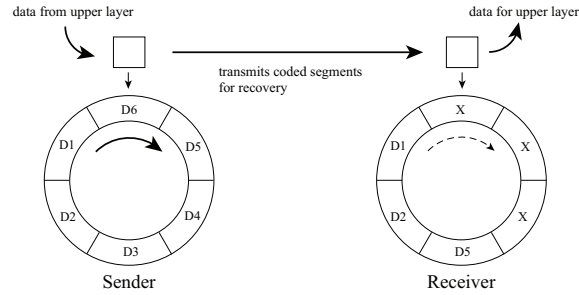 data from upper layer
data for upper layer
transmits coded segments
for recovery
D6
D1
D5
D2
D4
D3
Sender
X
D1
X
D2
X
D5
Receiver